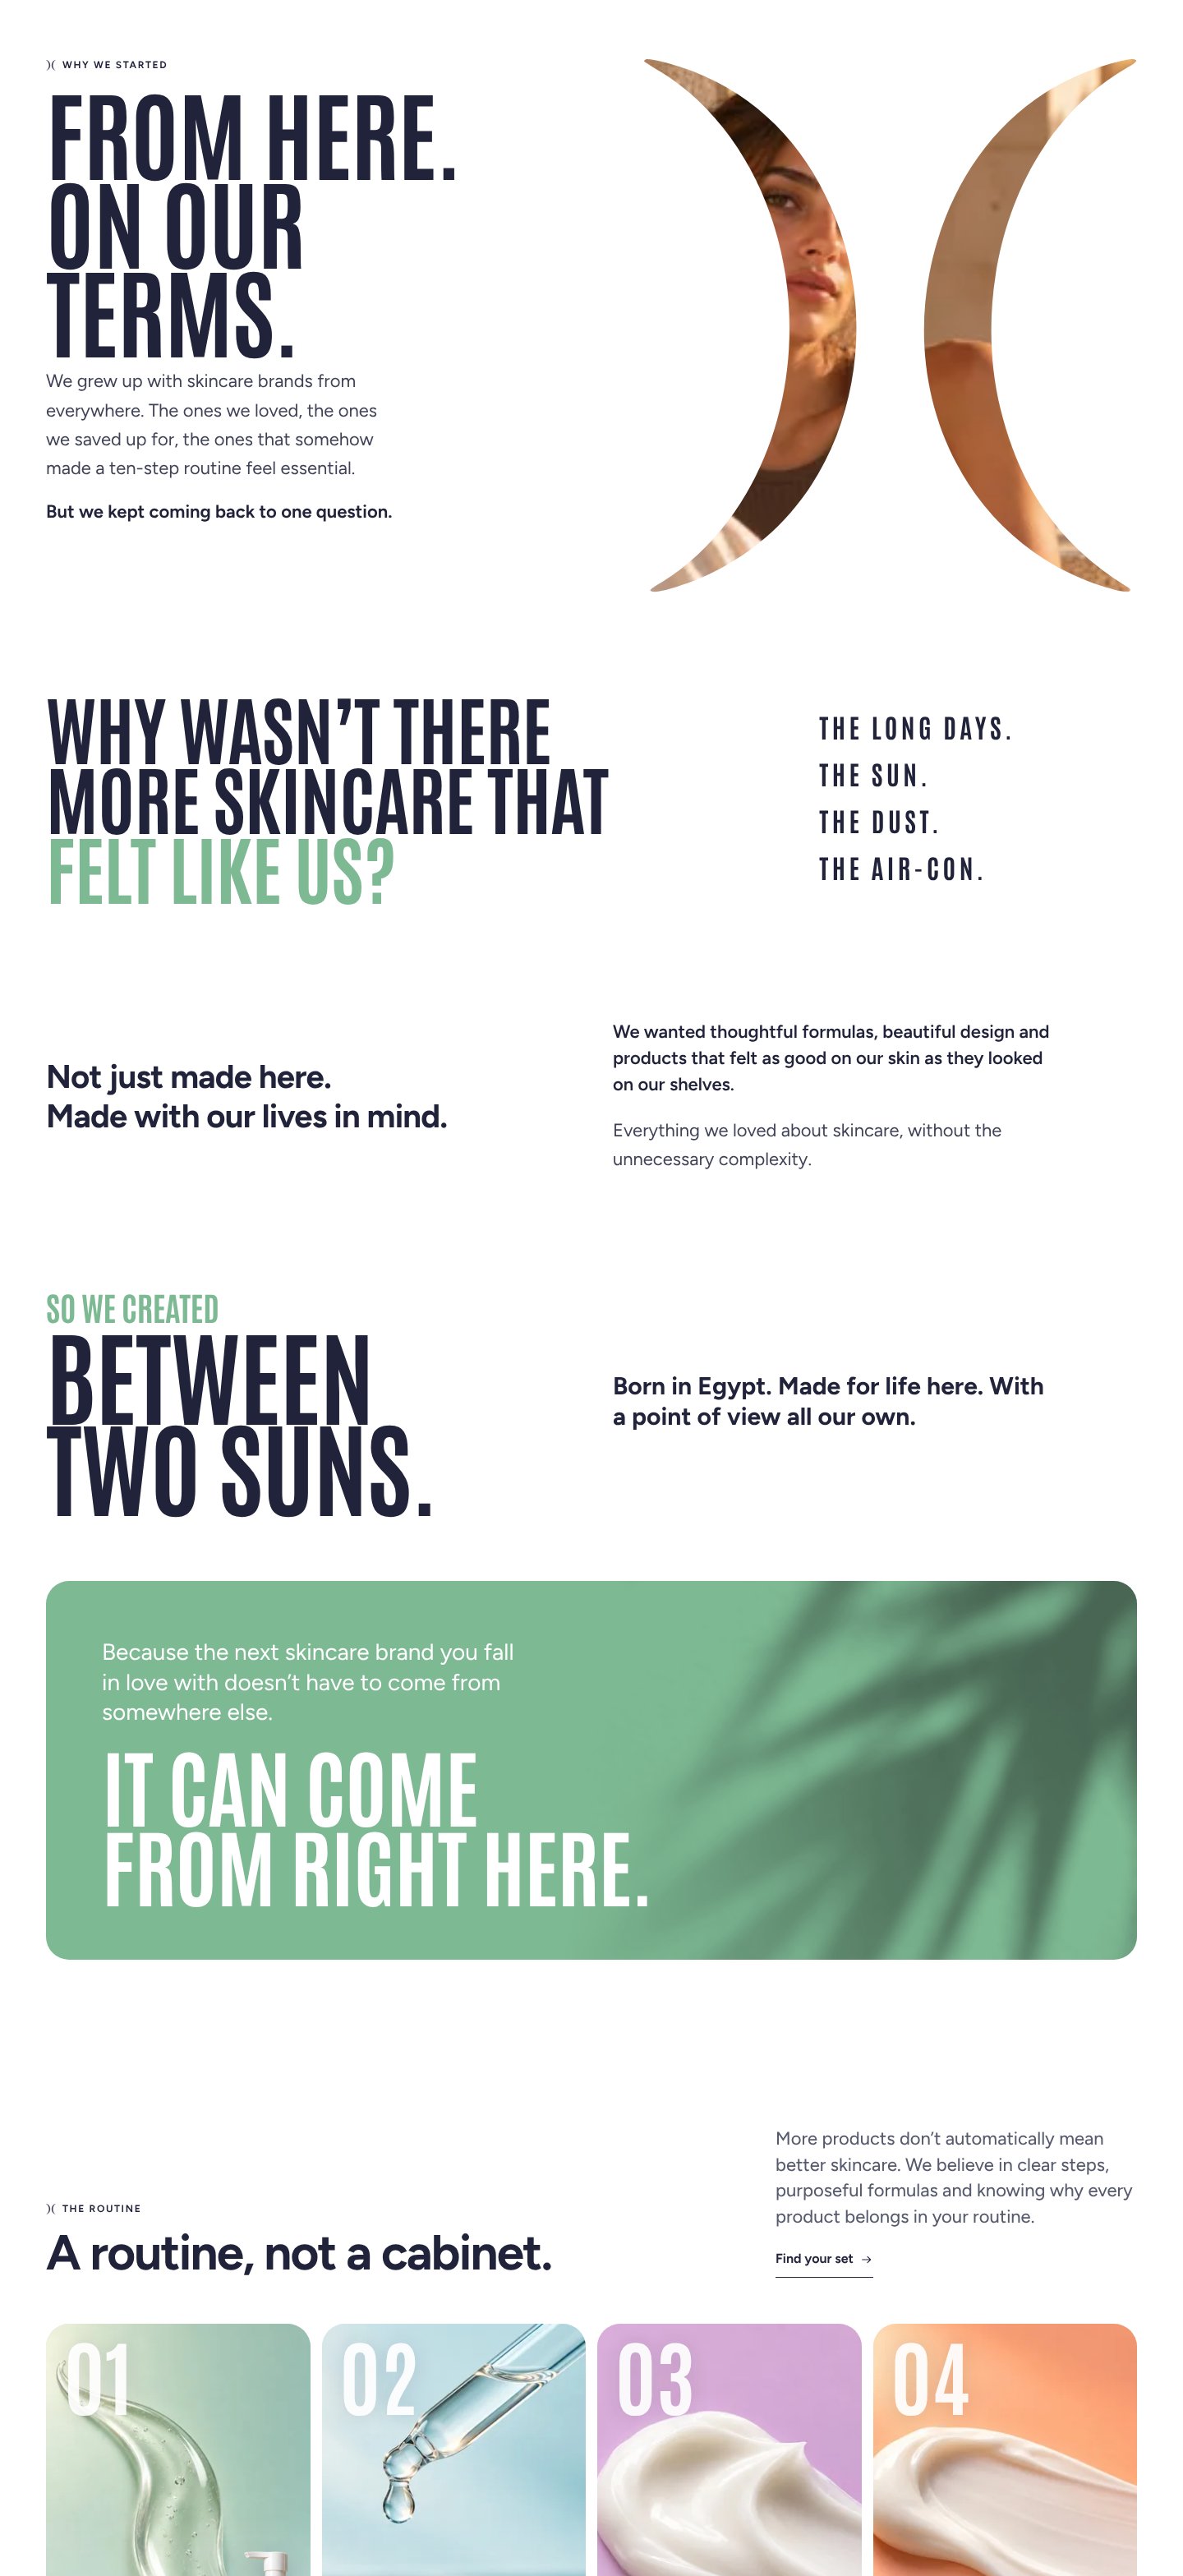 WHY WE STARTED
FROM HERE.
ON OUR
TERMS.
We grew up with skincare brands from
everywhere. The ones we loved, the ones
we saved up for, the ones that somehow
made a ten-step routine feel essential.
But we kept coming back to one question.
WHY WASN’T THERE
MORE SKINCARE THAT
FELT LIKE US?
THE LONG DAYS.
THE SUN.
THE DUST.
THE AIR-CON.
Not just made here.
Made with our lives in mind.
We wanted thoughtful formulas, beautiful design and
products that felt as good on our skin as they looked
on our shelves.
Everything we loved about skincare, without the
unnecessary complexity.
SO WE CREATED
BETWEEN
TWO SUNS.
Born in Egypt. Made for life here. With
a point of view all our own.
Because the next skincare brand you fall
in love with doesn’t have to come from
somewhere else.
IT CAN COME
FROM RIGHT HERE.
THE ROUTINE
A routine, not a cabinet.
More products don’t automatically mean
better skincare. We believe in clear steps,
purposeful formulas and knowing why every
product belongs in your routine.
Find your set →
01
02
03
04